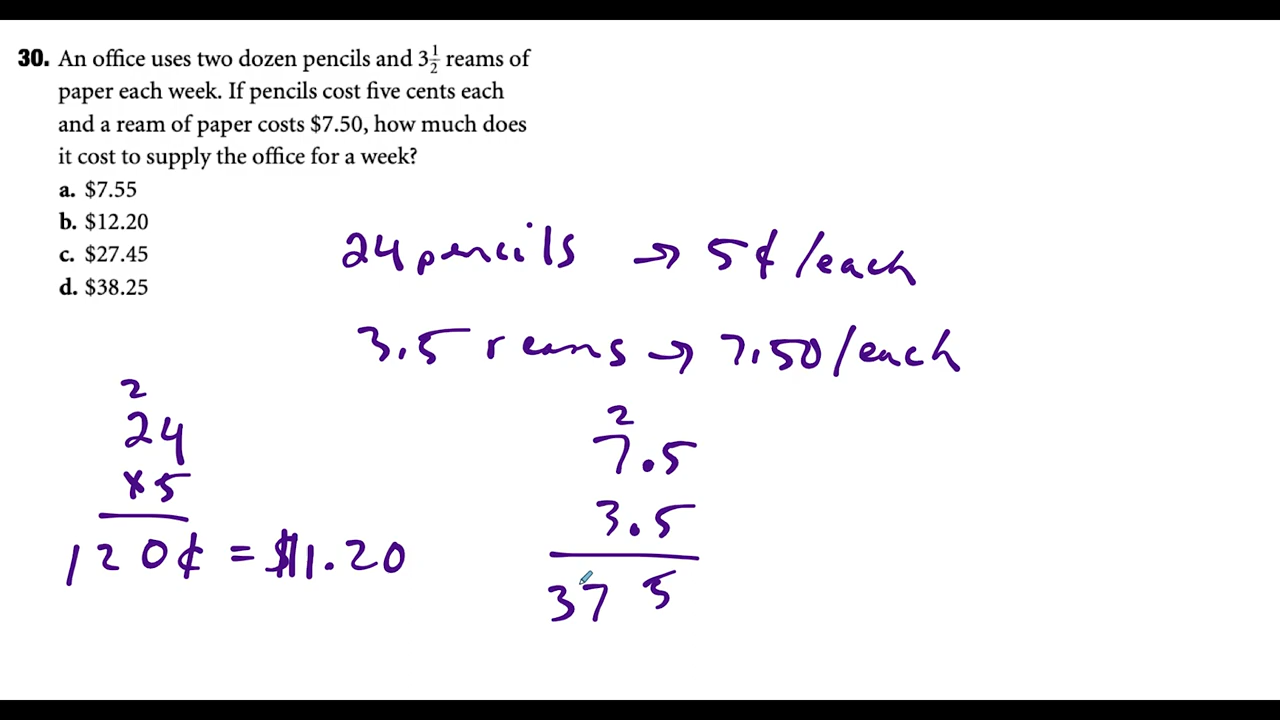 30. An office uses two dozen pencils and 3 1/2 reams of
paper each week. If pencils cost five cents each
and a ream of paper costs $7.50, how much does
it cost to supply the office for a week?
a. $7.55
b. $12.20
c. $27.45
d. $38.25
24 pencils → 5¢/each
3.5 reams → 7.50/each
2
24
x5
120¢ = $1.20
2
7.5
3.5
37 5